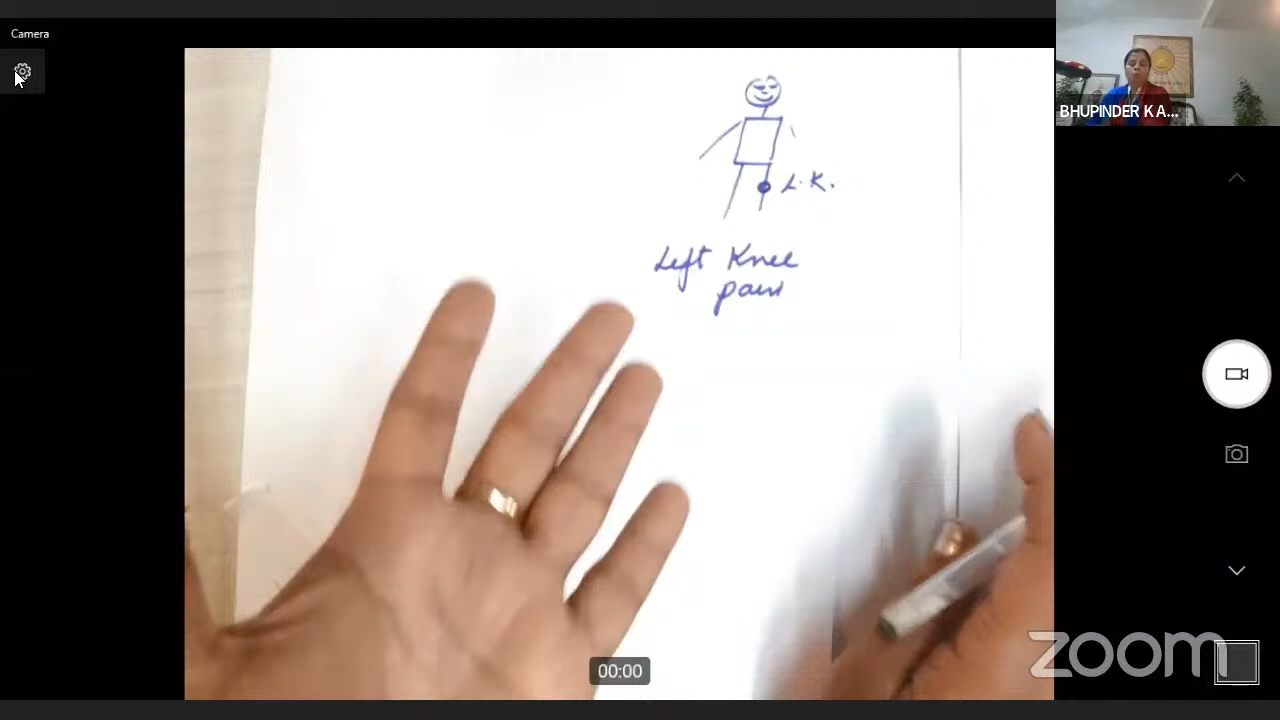 Camera
BHUPINDER K A...
L.K.
Left Knee
pain
00:00
zoom